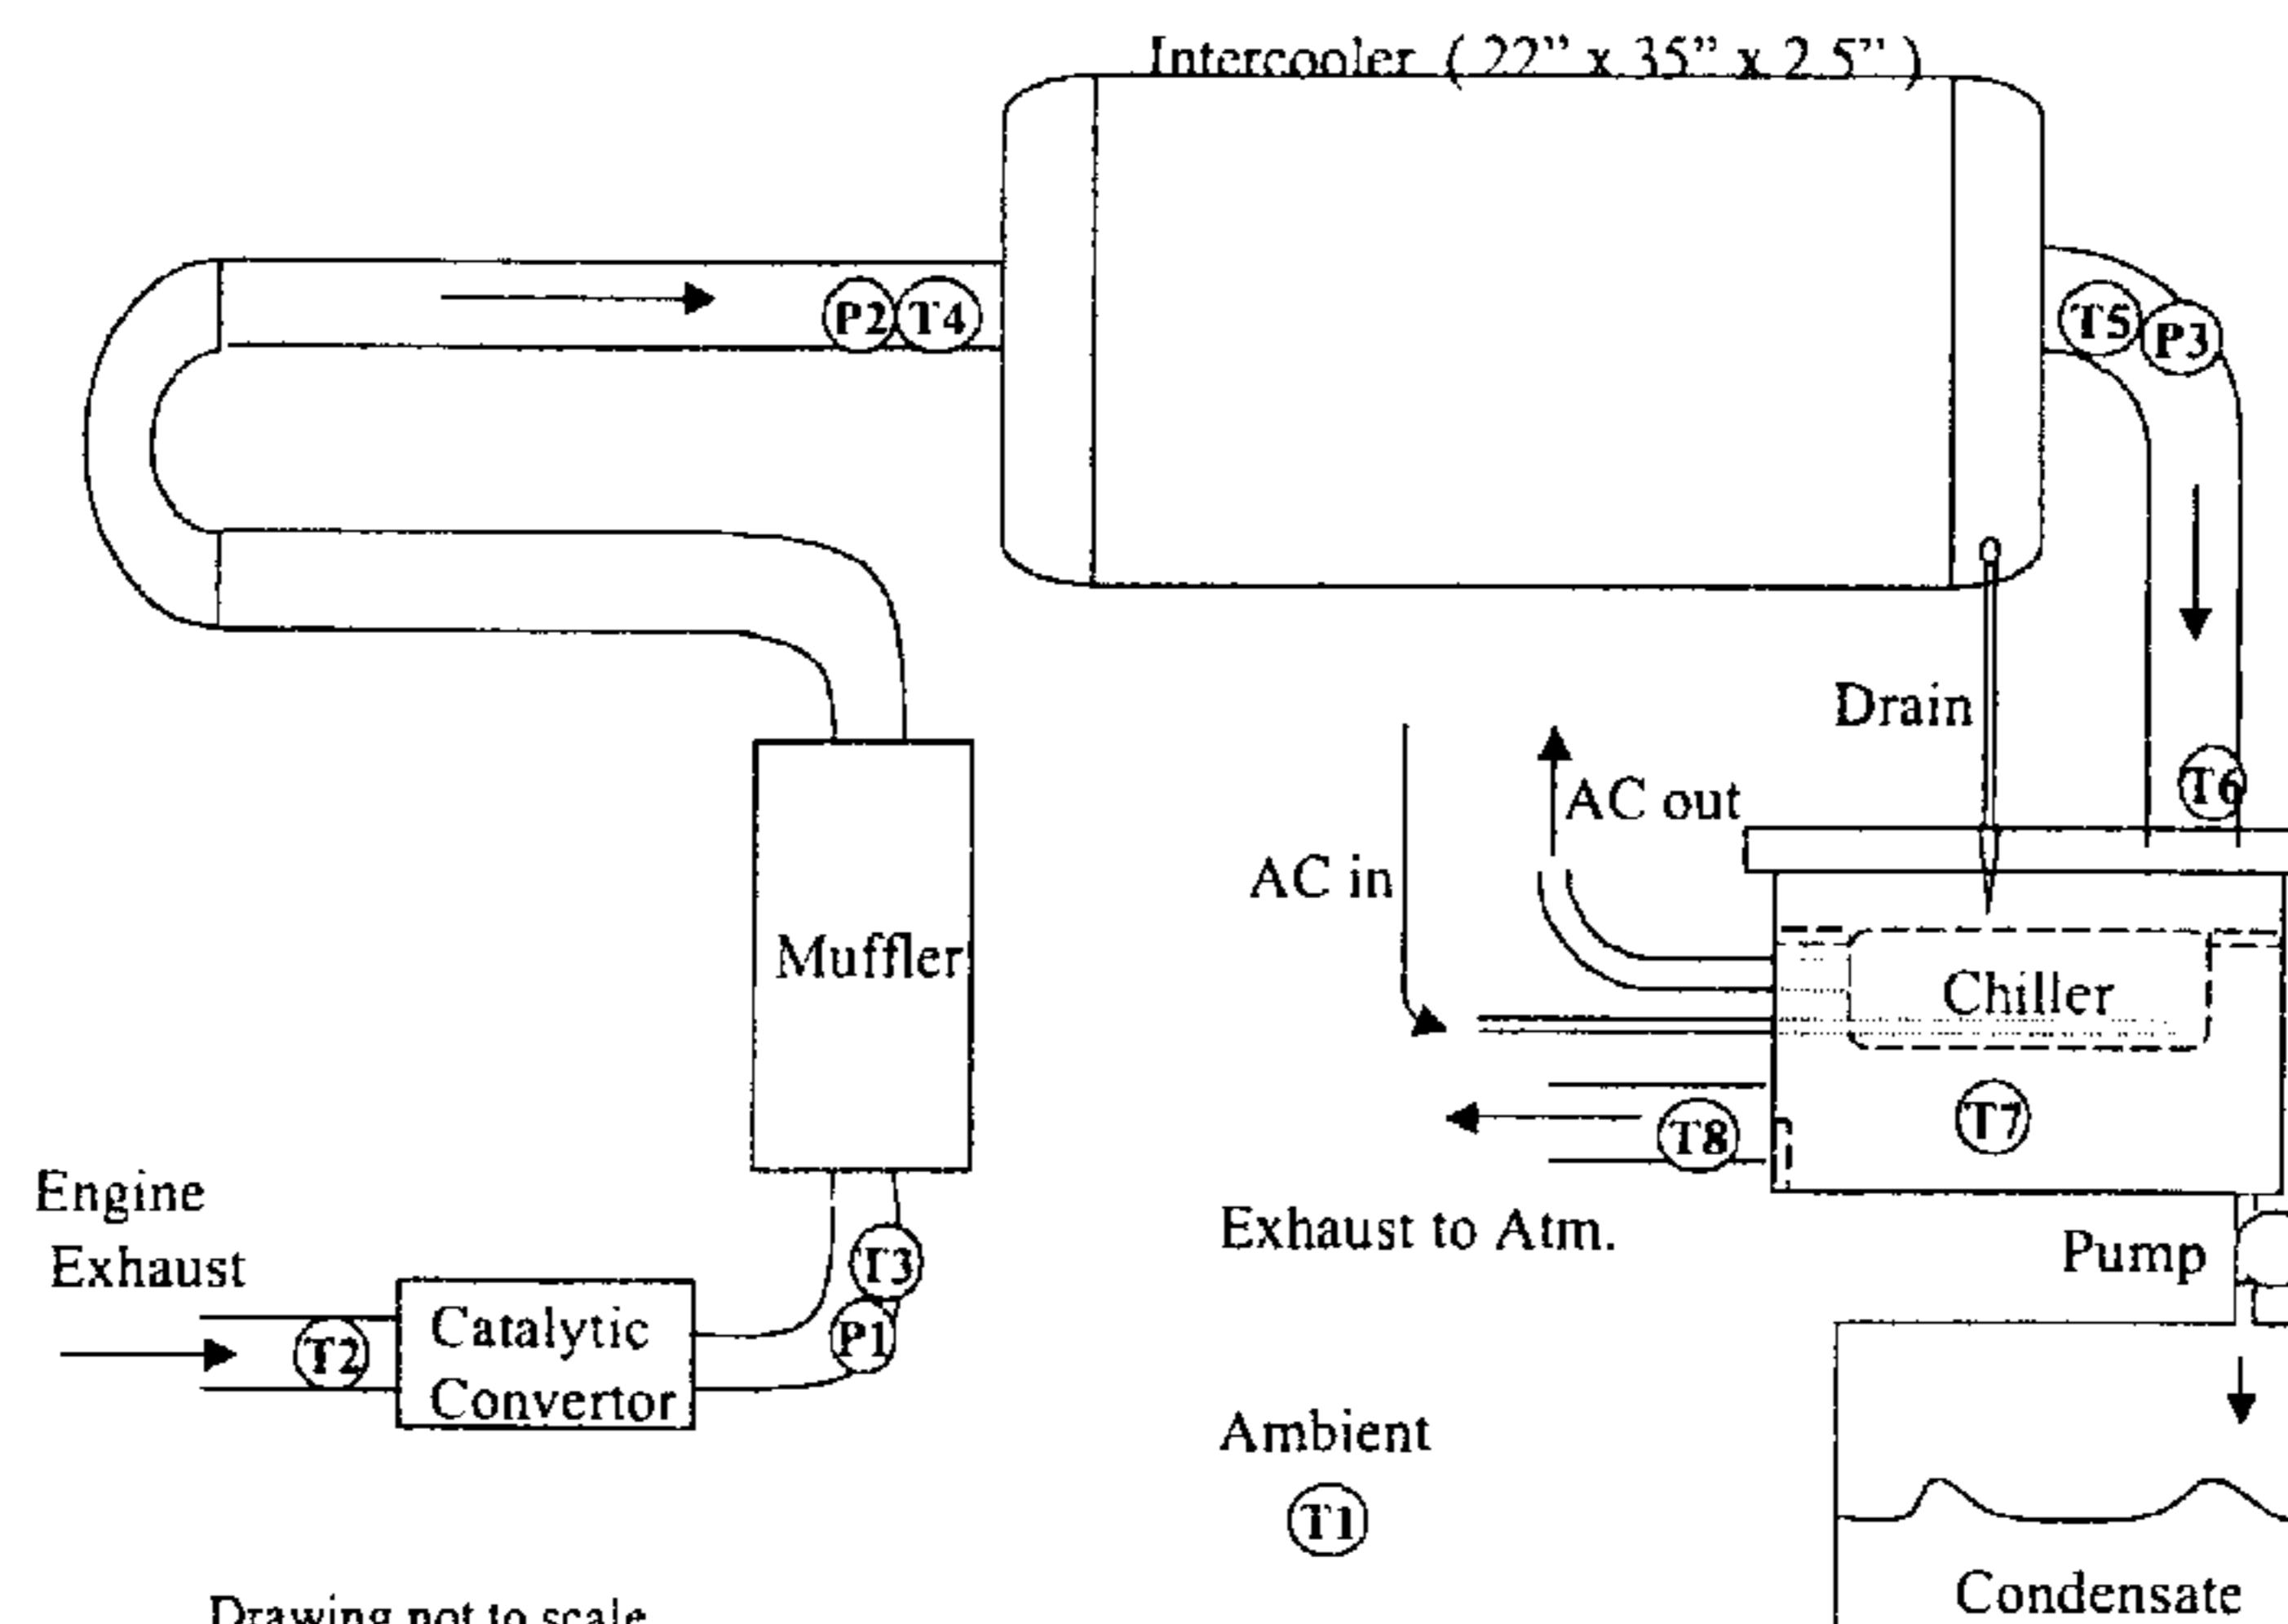 Intercooler ( 22” x 35” x 2.5” )
P2
T4
T5
P3
Drain
T6
AC out
AC in
Muffler
Chiller
T7
T8
Engine
Exhaust
Exhaust to Atm.
Pump
T3
P1
T2
Catalytic
Convertor
Ambient
T1
Condensate
Drawing not to scale